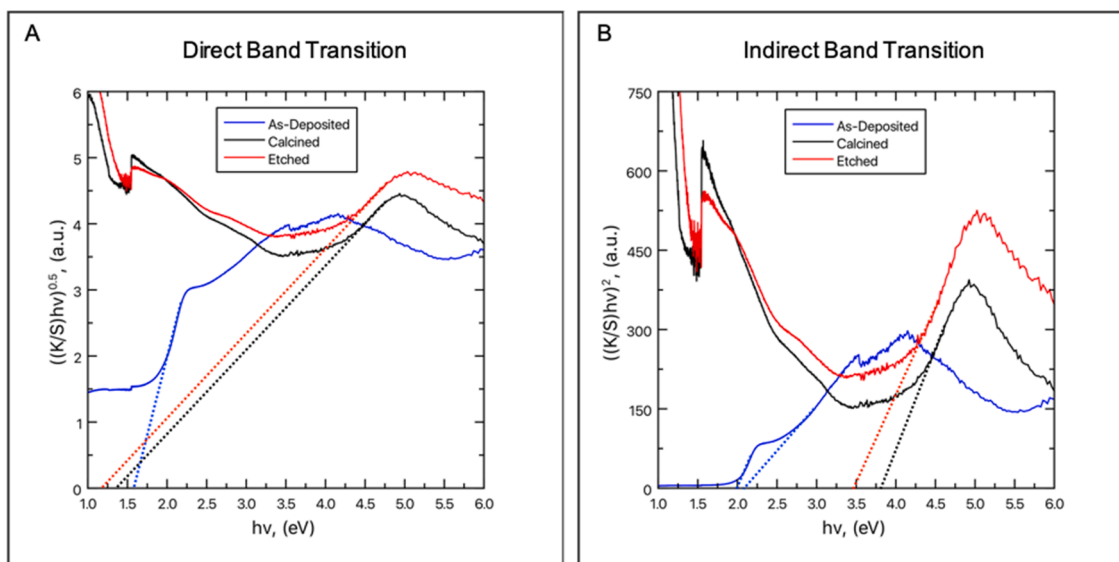 A
Direct Band Transition
((K/S)hv)^0.5, (a.u.)
6
5
4
3
2
1
0
As-Deposited
Calcined
Etched
1.0 1.5 2.0 2.5 3.0 3.5 4.0 4.5 5.0 5.5 6.0
hv, (eV)
B
Indirect Band Transition
((K/S)hv)^2, (a.u.)
750
600
450
300
150
0
As-Deposited
Calcined
Etched
1.0 1.5 2.0 2.5 3.0 3.5 4.0 4.5 5.0 5.5 6.0
hv, (eV)